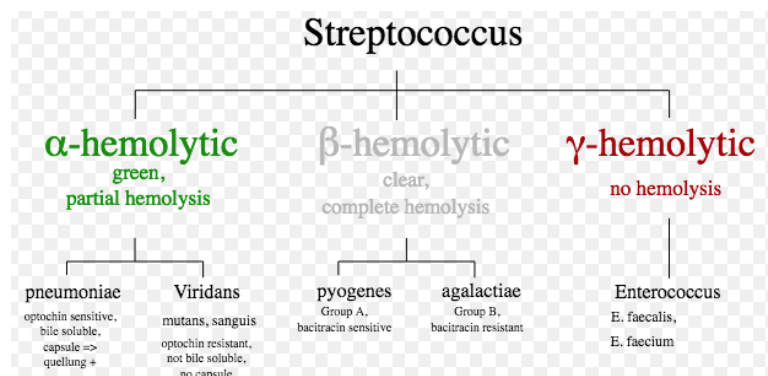 Streptococcus
α-hemolytic
green,
partial hemolysis
β-hemolytic
clear,
complete hemolysis
γ-hemolytic
no hemolysis
pneumoniae
optochin sensitive,
bile soluble,
capsule =>
quellung +
Viridans
mutans, sanguis
optochin resistant,
not bile soluble,
no capsule
pyogenes
Group A,
bacitracin sensitive
agalactiae
Group B,
bacitracin resistant
Enterococcus
E. faecalis,
E. faecium